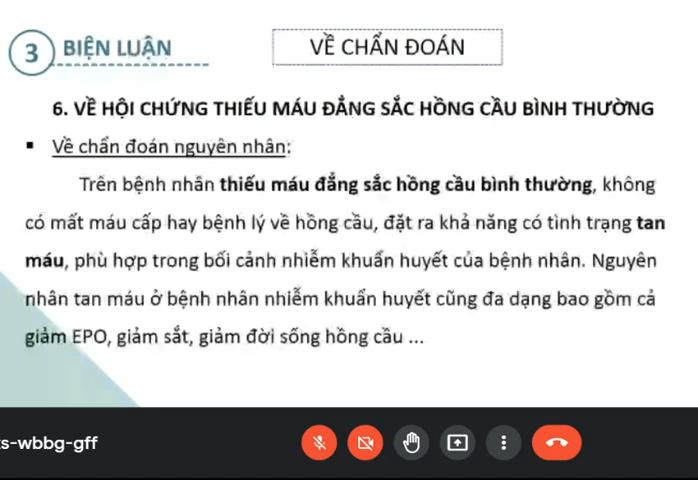 3 BIỆN LUẬN
VỀ CHẨN ĐOÁN
6. VỀ HỘI CHỨNG THIẾU MÁU ĐẲNG SẮC HỒNG CẦU BÌNH THƯỜNG
▪ Về chẩn đoán nguyên nhân:
Trên bệnh nhân thiếu máu đẳng sắc hồng cầu bình thường, không
có mất máu cấp hay bệnh lý về hồng cầu, đặt ra khả năng có tình trạng tan
máu, phù hợp trong bối cảnh nhiễm khuẩn huyết của bệnh nhân. Nguyên
nhân tan máu ở bệnh nhân nhiễm khuẩn huyết cũng đa dạng bao gồm cả
giảm EPO, giảm sắt, giảm đời sống hồng cầu ...
s-wbbg-gff